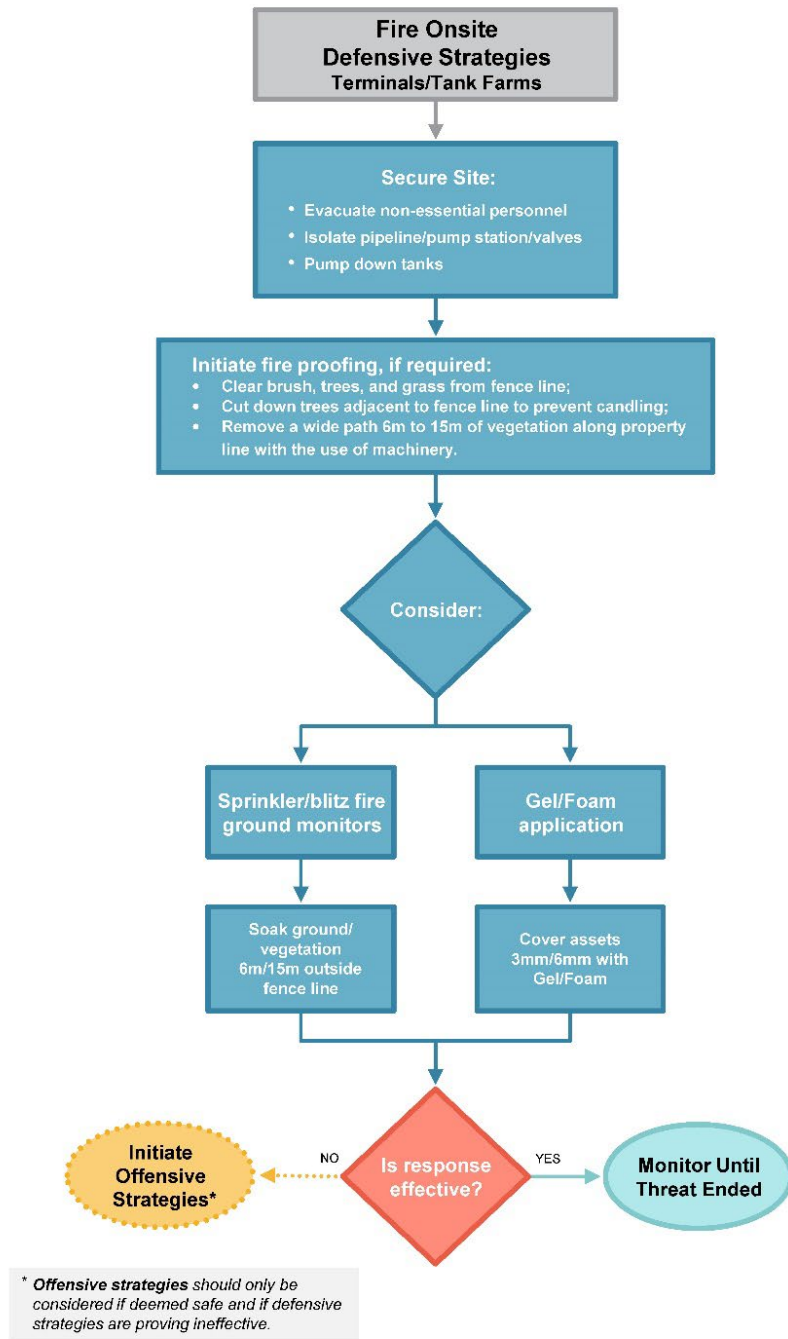 Fire Onsite
Defensive Strategies
Terminals/Tank Farms
Secure Site:
• Evacuate non-essential personnel
• Isolate pipeline/pump station/valves
• Pump down tanks
Initiate fire proofing, if required:
• Clear brush, trees, and grass from fence line;
• Cut down trees adjacent to fence line to prevent candling;
• Remove a wide path 6m to 15m of vegetation along property
line with the use of machinery.
Consider:
Sprinkler/blitz fire
ground monitors
Gel/Foam
application
Soak ground/
vegetation
6m/15m outside
fence line
Cover assets
3mm/6mm with
Gel/Foam
Is response
effective?
NO
YES
Initiate
Offensive
Strategies*
Monitor Until
Threat Ended
* Offensive strategies should only be
considered if deemed safe and if defensive
strategies are proving ineffective.